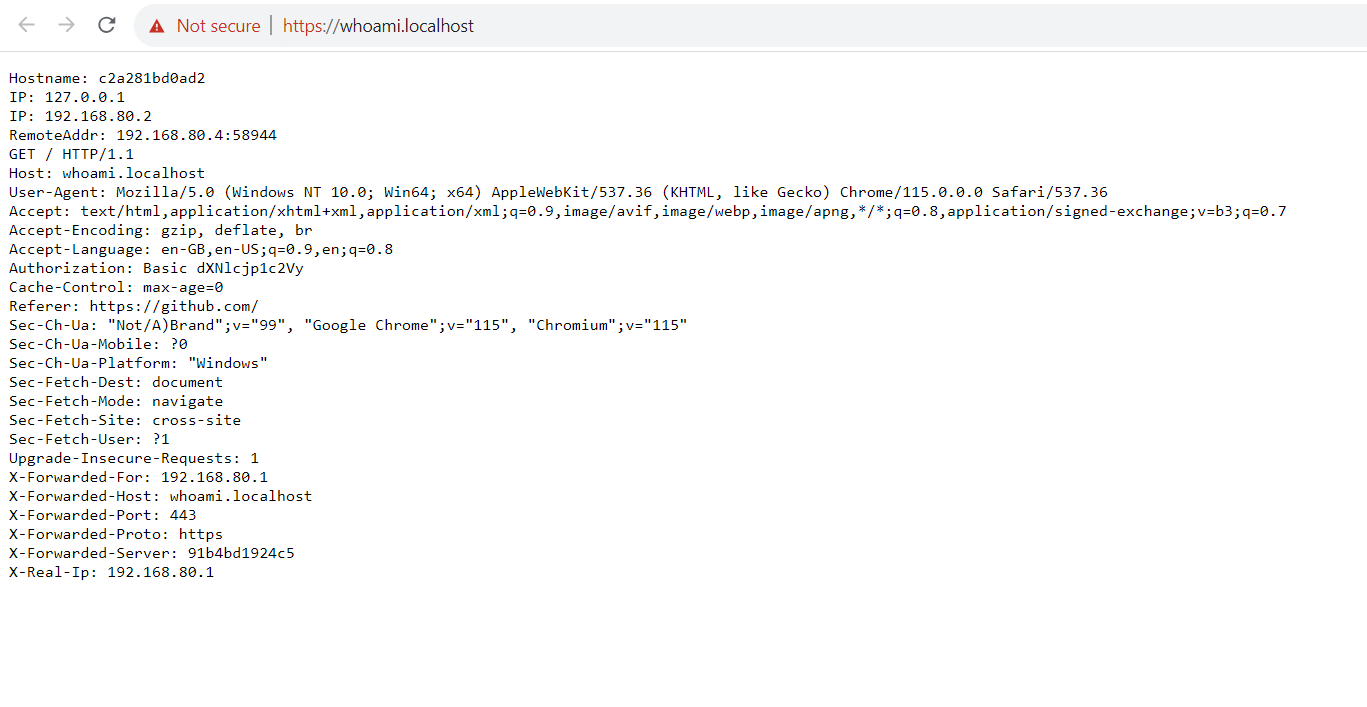 Not secure | https://whoami.localhost
Hostname: c2a281bd0ad2
IP: 127.0.0.1
IP: 192.168.80.2
RemoteAddr: 192.168.80.4:58944
GET / HTTP/1.1
Host: whoami.localhost
User-Agent: Mozilla/5.0 (Windows NT 10.0; Win64; x64) AppleWebKit/537.36 (KHTML, like Gecko) Chrome/115.0.0.0 Safari/537.36
Accept: text/html,application/xhtml+xml,application/xml;q=0.9,image/avif,image/webp,image/apng,*/*;q=0.8,application/signed-exchange;v=b3;q=0.7
Accept-Encoding: gzip, deflate, br
Accept-Language: en-GB,en-US;q=0.9,en;q=0.8
Authorization: Basic dXNlcjp1c2Vy
Cache-Control: max-age=0
Referer: https://github.com/
Sec-Ch-Ua: "Not/A)Brand";v="99", "Google Chrome";v="115", "Chromium";v="115"
Sec-Ch-Ua-Mobile: ?0
Sec-Ch-Ua-Platform: "Windows"
Sec-Fetch-Dest: document
Sec-Fetch-Mode: navigate
Sec-Fetch-Site: cross-site
Sec-Fetch-User: ?1
Upgrade-Insecure-Requests: 1
X-Forwarded-For: 192.168.80.1
X-Forwarded-Host: whoami.localhost
X-Forwarded-Port: 443
X-Forwarded-Proto: https
X-Forwarded-Server: 91b4bd1924c5
X-Real-Ip: 192.168.80.1